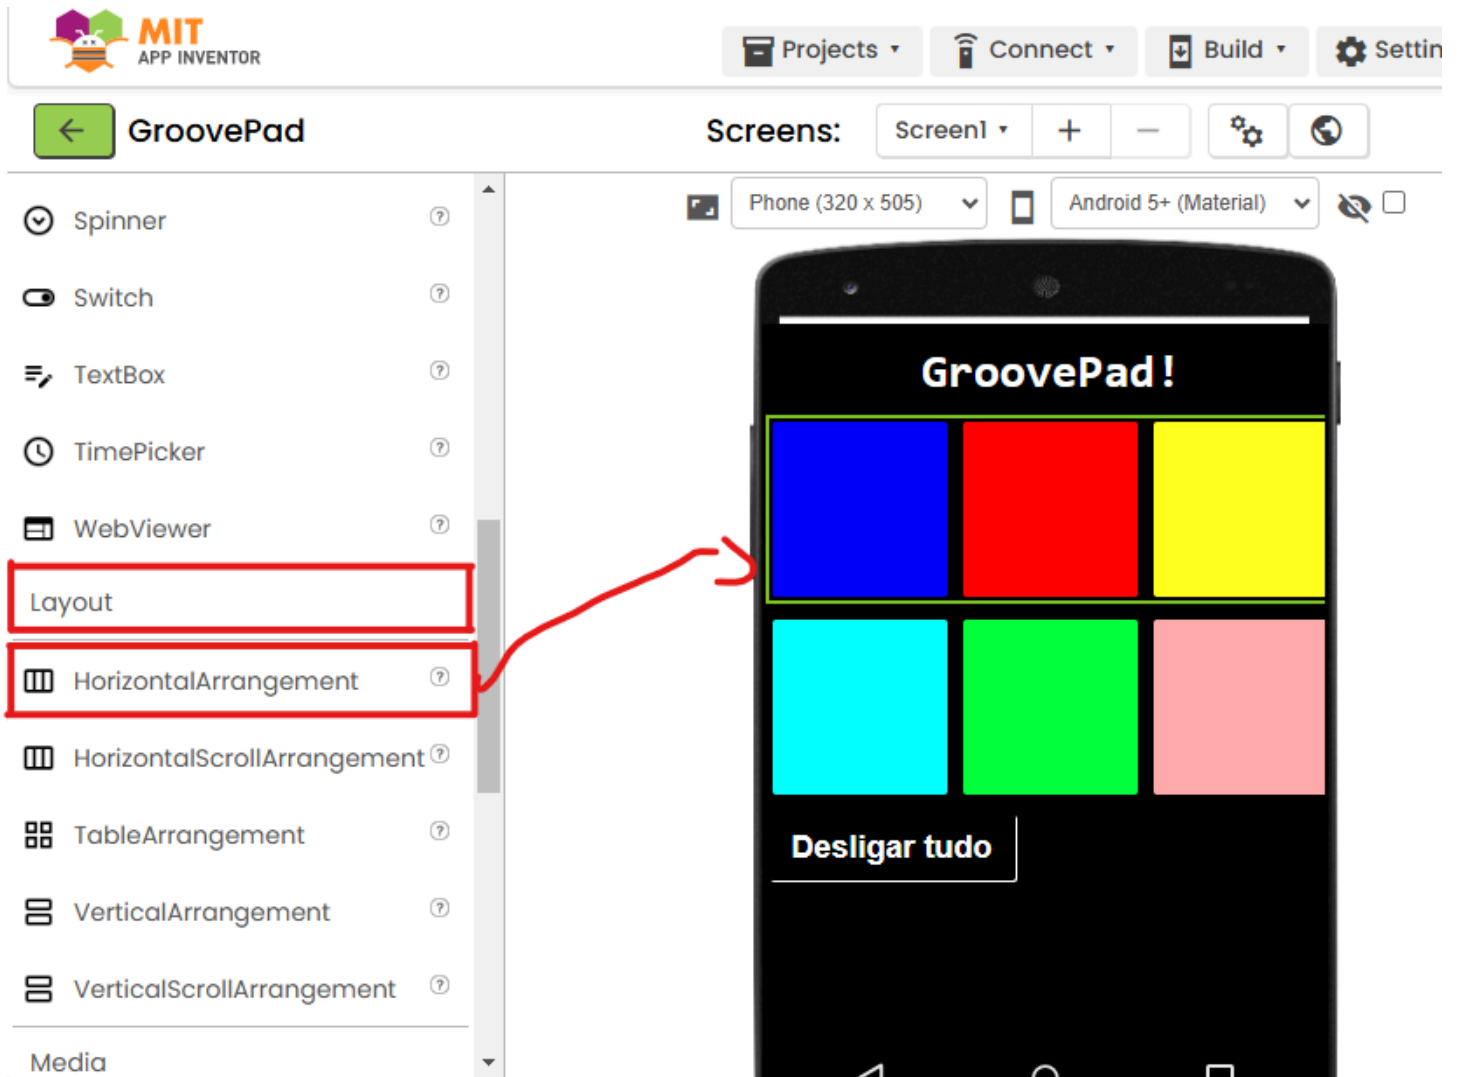 MIT
APP INVENTOR
Projects
Connect
Build
Settin
GroovePad
Screens:
Screen1
Phone (320 x 505)
Android 5+ (Material)
Spinner
Switch
TextBox
TimePicker
WebViewer
Layout
HorizontalArrangement
HorizontalScrollArrangement
TableArrangement
VerticalArrangement
VerticalScrollArrangement
Media
GroovePad!
Desligar tudo